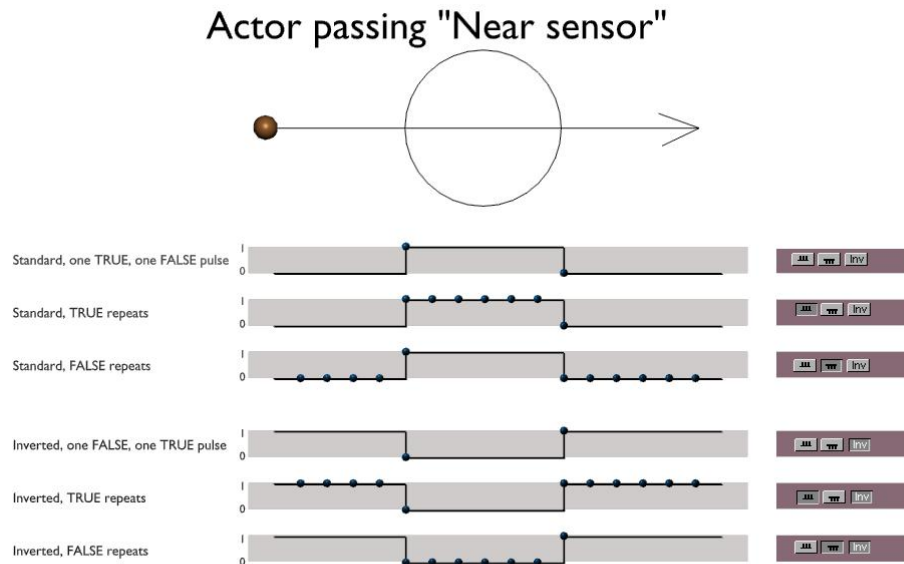 Actor passing "Near sensor"
1
Standard, one TRUE, one FALSE pulse
0
Inv
1
Standard, TRUE repeats
0
Inv
1
Standard, FALSE repeats
0
Inv
1
Inverted, one FALSE, one TRUE pulse
0
Inv
1
Inverted, TRUE repeats
0
Inv
1
Inverted, FALSE repeats
0
Inv